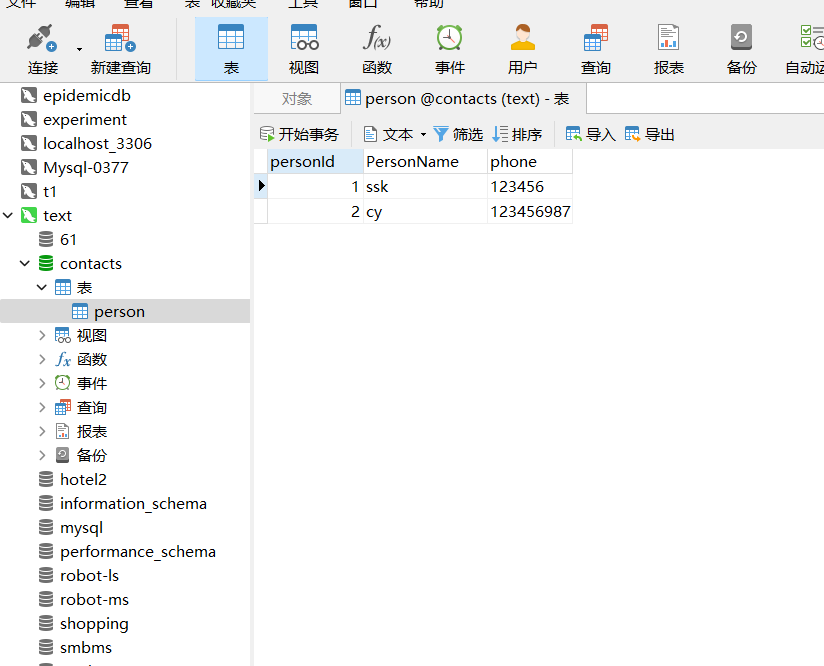 文件 编辑 查看 表 收藏夹 工具 窗口 帮助
连接 新建查询 表 视图 函数 事件 用户 查询 报表 备份
对象 person @contacts (text) - 表
开始事务 文本 筛选 排序 导入 导出
personId PersonName phone
1 ssk 123456
2 cy 123456987
epidemicdb
experiment
localhost_3306
Mysql-0377
t1
text
61
contacts
表
person
视图
函数
事件
查询
报表
备份
hotel2
information_schema
mysql
performance_schema
robot-ls
robot-ms
shopping
smbms